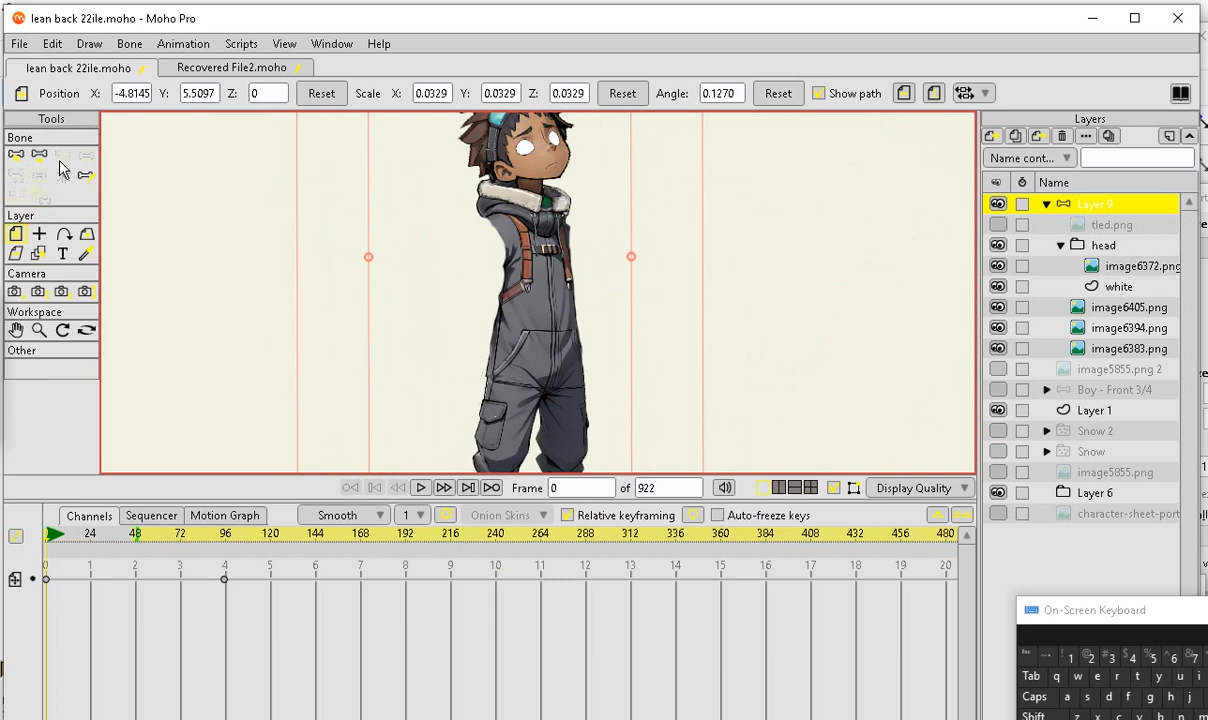 lean back 22ile.moho - Moho Pro
File Edit Draw Bone Animation Scripts View Window Help
lean back 22ile.moho Recovered File2.moho
Position X: -4.8145 Y: 5.5097 Z: 0 Reset Scale X: 0.0329 Y: 0.0329 Z: 0.0329 Reset Angle: 0.1270 Reset Show path
Tools
Bone
Layer
T
Camera
Workspace
Other
Layers
Name cont...
Name
Layer 9
tled.png
head
image6372.png
white
image6405.png
image6394.png
image6383.png
image5855.png 2
Boy - Front 3/4
Layer 1
Snow 2
Snow
image5855.png
Layer 6
character-sheet-port
Frame 0 of 922 Display Quality
Channels Sequencer Motion Graph Smooth 1 Onion Skins Relative keyframing Auto-freeze keys
24 48 72 96 120 144 168 192 216 240 264 288 312 336 360 384 408 432 456 480
0 1 2 3 4 5 6 7 8 9 10 11 12 13 14 15 16 17 18 19 20
On-Screen Keyboard
Esc ~ ` ! 1 @ 2 # 3 $ 4 % 5 ^ 6 & 7
Tab q w e r t y u i
Caps a s d f g h j
Shift z x c v b n m